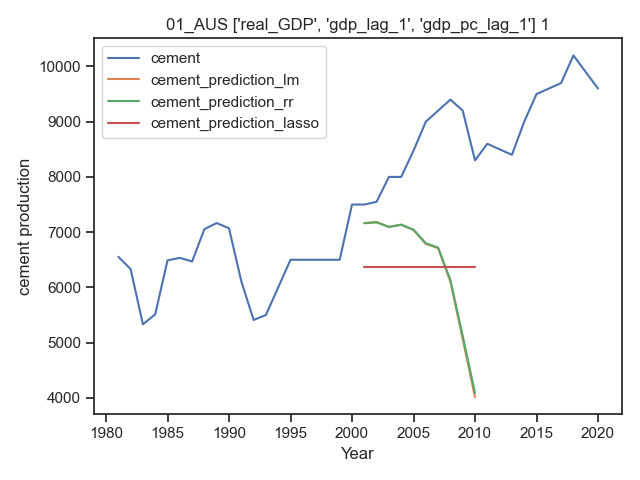 01_AUS ['real_GDP', 'gdp_lag_1', 'gdp_pc_lag_1'] 1
cement
cement_prediction_lm
cement_prediction_rr
cement_prediction_lasso
cement production
10000
9000
8000
7000
6000
5000
4000
1980 1985 1990 1995 2000 2005 2010 2015 2020
Year